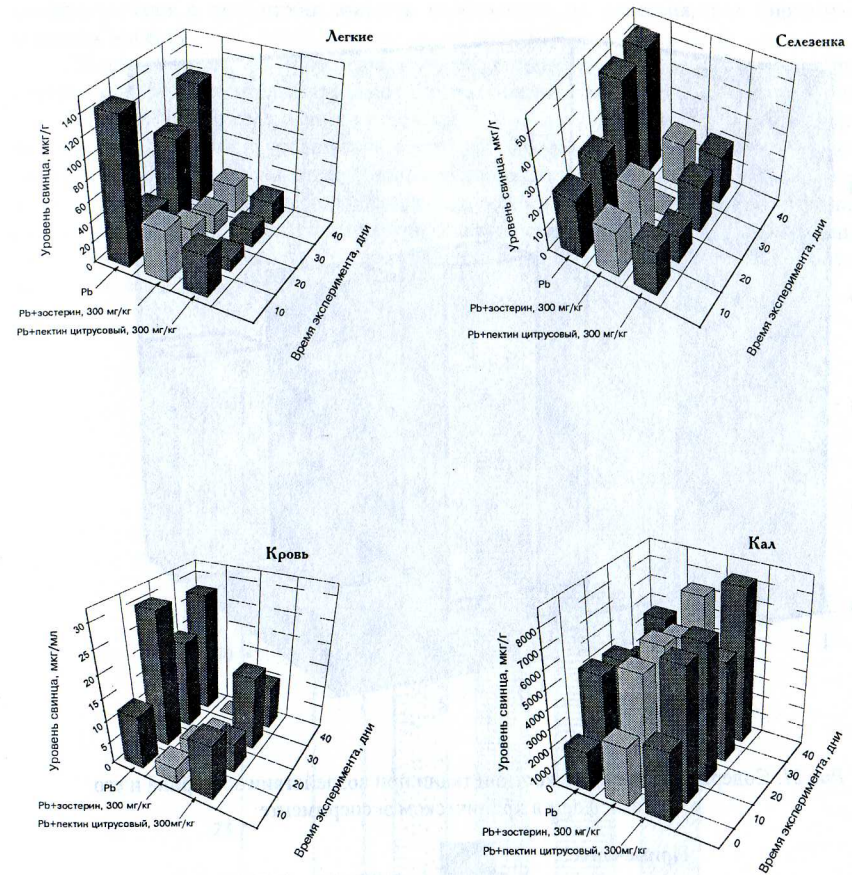 Легкие
Уровень свинца, мкг/г
140
120
100
80
60
40
20
0
Pb
Pb+зостерин, 300 мг/кг
Pb+пектин цитрусовый, 300 мг/кг
10
20
30
40
Время эксперимента, дни
Селезенка
Уровень свинца, мкг/г
50
40
30
20
10
0
Pb
Pb+зостерин, 300 мг/кг
Pb+пектин цитрусовый, 300 мг/кг
10
20
30
40
Время эксперимента, дни
Кровь
Уровень свинца, мкг/мл
30
25
20
15
10
5
0
Pb
Pb+зостерин, 300 мг/кг
Pb+пектин цитрусовый, 300мг/кг
10
20
30
40
Время эксперимента, дни
Кал
Уровень свинца, мкг/г
8000
7000
6000
5000
4000
3000
2000
1000
0
Pb
Pb+зостерин, 300 мг/кг
Pb+пектин цитрусовый, 300мг/кг
0
10
20
30
40
Время эксперимента, дни